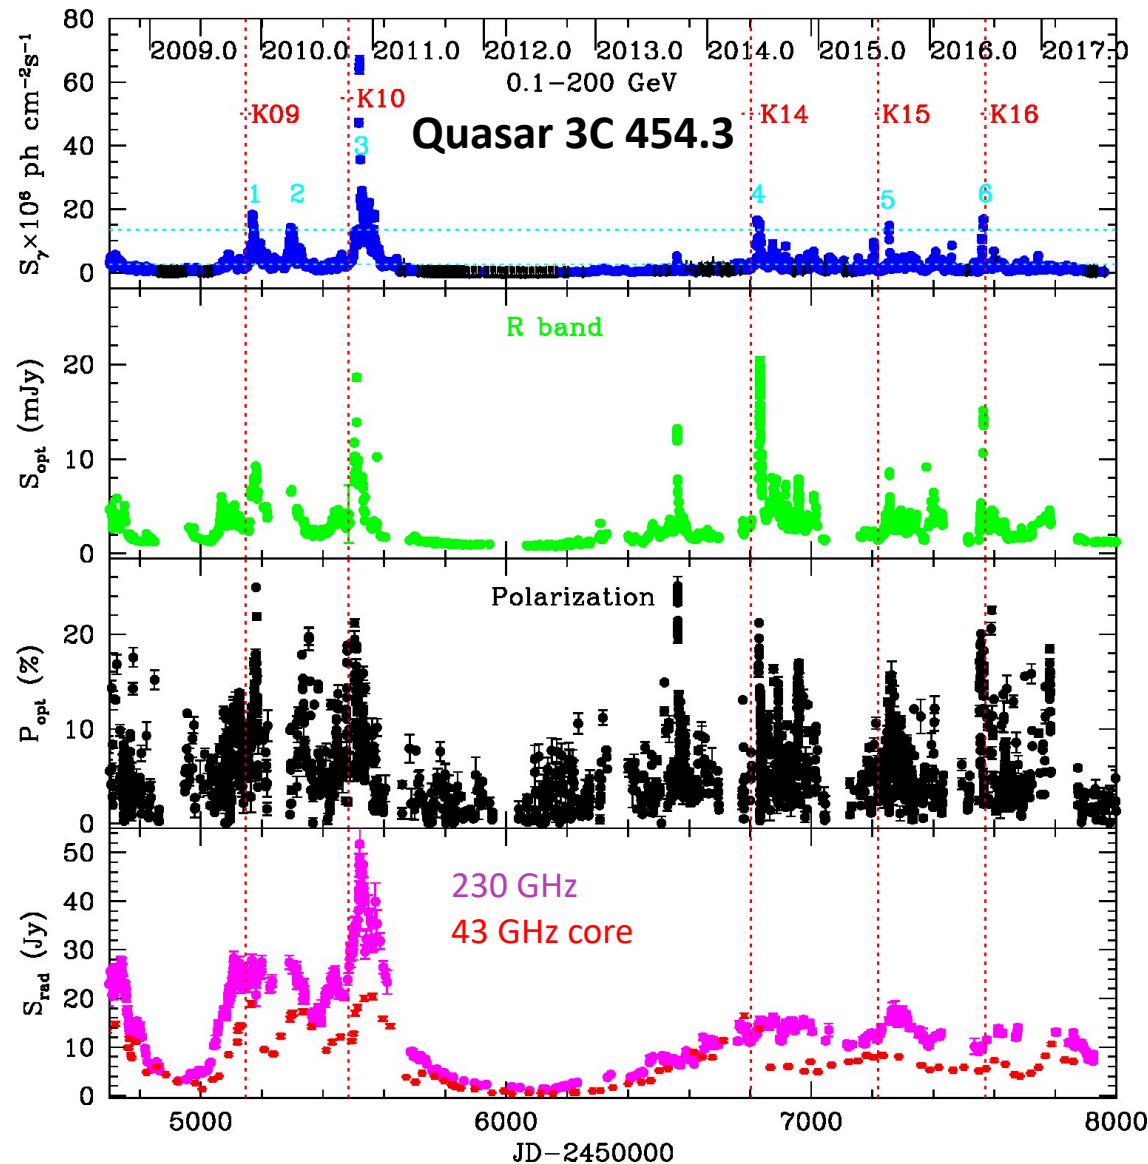 2009.0 2010.0 2011.0 2012.0 2013.0 2014.0 2015.0 2016.0 2017.0
0.1−200 GeV
K09 K10 K14 K15 K16
Quasar 3C 454.3
1 2 3 4 5 6
80
60
40
20
0
Sγ×10⁶ ph cm⁻²s⁻¹
R band
20
10
0
Sopt (mJy)
Polarization
20
10
0
Popt (%)
230 GHz
43 GHz core
50
40
30
20
10
0
Srad (Jy)
5000 6000 7000 8000
JD−2450000